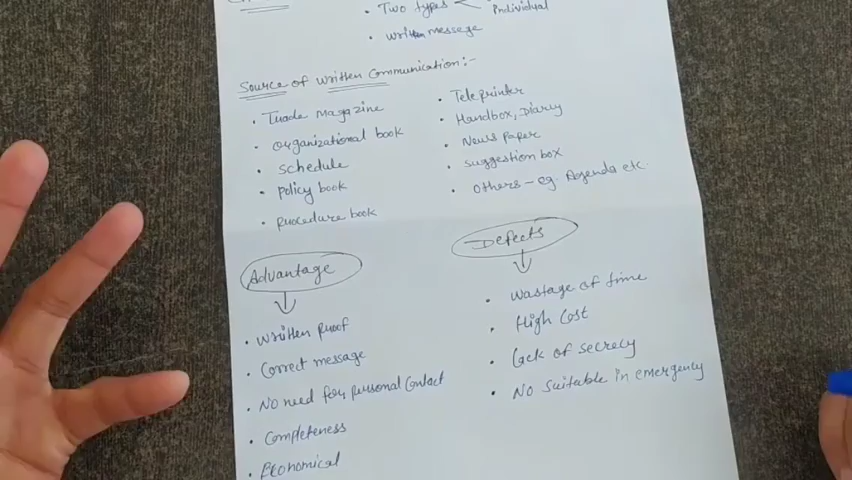 • Two types
Individual
• written messege
Source of written Communication :-
• Trade Magazine
• organizational book
• schedule
• policy book
• procedure book
• Teleprinter
• Handbox, Diary
• News paper
• suggestion box
• others - eg. Agenda etc.
Advantage
• written proof
• Correct message
• No need for personal Contact
• Completeness
• Economical
Defects
• Wastage of time
• High Cost
• Lack of secrecy
• No suitable in emergency